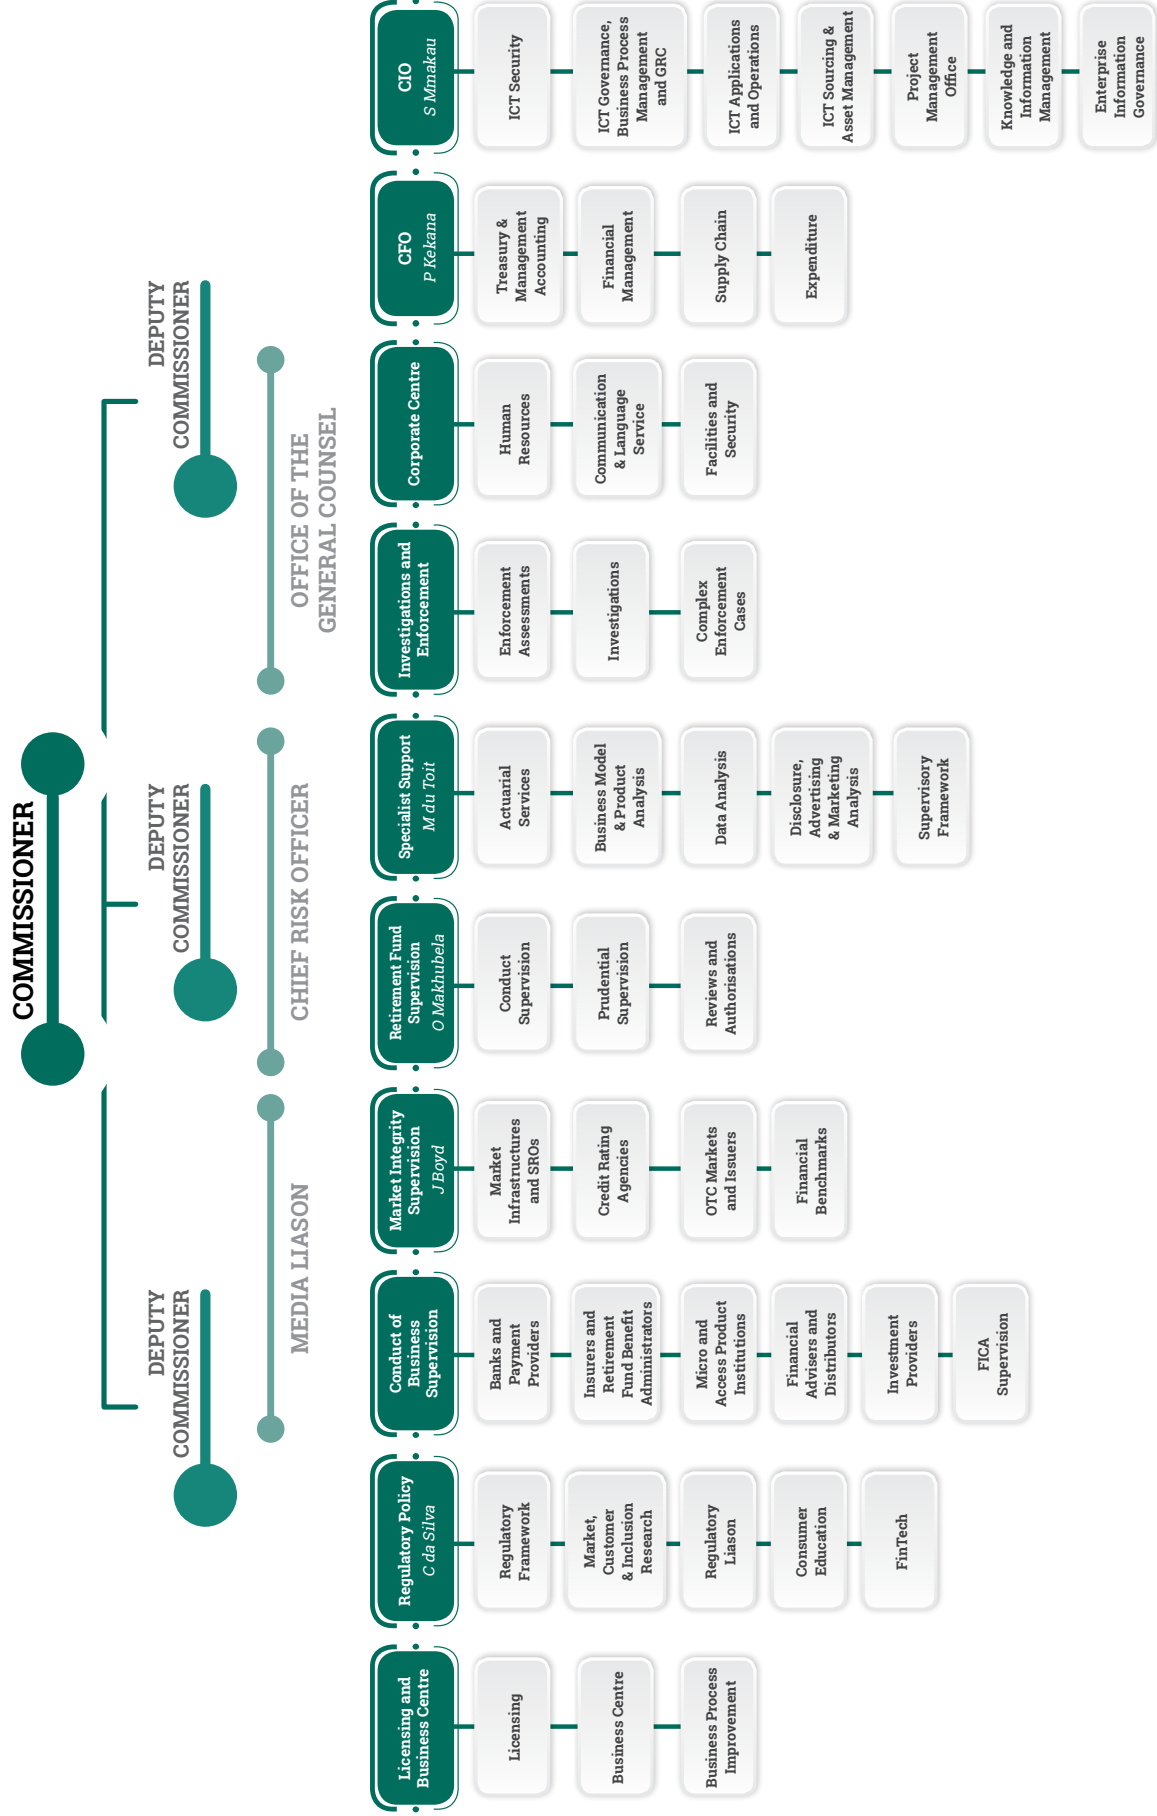 COMMISSIONER
DEPUTY
COMMISSIONER
DEPUTY
COMMISSIONER
DEPUTY
COMMISSIONER
MEDIA LIASON
CHIEF RISK OFFICER
OFFICE OF THE
GENERAL COUNSEL
Licensing and
Business Centre
Licensing
Business Centre
Business Process
Improvement
Regulatory Policy
C da Silva
Regulatory
Framework
Market,
Customer
& Inclusion
Research
Regulatory
Liason
Consumer
Education
FinTech
Conduct of
Business
Supervision
Banks and
Payment
Providers
Insurers and
Retirement
Fund Benefit
Administrators
Micro and
Access Product
Institutions
Financial
Advisers and
Distributors
Investment
Providers
FICA
Supervision
Market Integrity
Supervision
J Boyd
Market
Infrastructures
and SROs
Credit Rating
Agencies
OTC Markets
and Issuers
Financial
Benchmarks
Retirement Fund
Supervision
O Makhubela
Conduct
Supervision
Prudential
Supervision
Reviews and
Authorisations
Specialist Support
M du Toit
Actuarial
Services
Business Model
& Product
Analysis
Data Analysis
Disclosure,
Advertising
& Marketing
Analysis
Supervisory
Framework
Investigations and
Enforcement
Enforcement
Assessments
Investigations
Complex
Enforcement
Cases
Corporate Centre
Human
Resources
Communication
& Language
Service
Facilities and
Security
CFO
P Kekana
Treasury &
Management
Accounting
Financial
Management
Supply Chain
Expenditure
CIO
S Mmakau
ICT Security
ICT Governance,
Business Process
Management
and GRC
ICT Applications
and Operations
ICT Sourcing &
Asset Management
Project
Management
Office
Knowledge and
Information
Management
Enterprise
Information
Governance